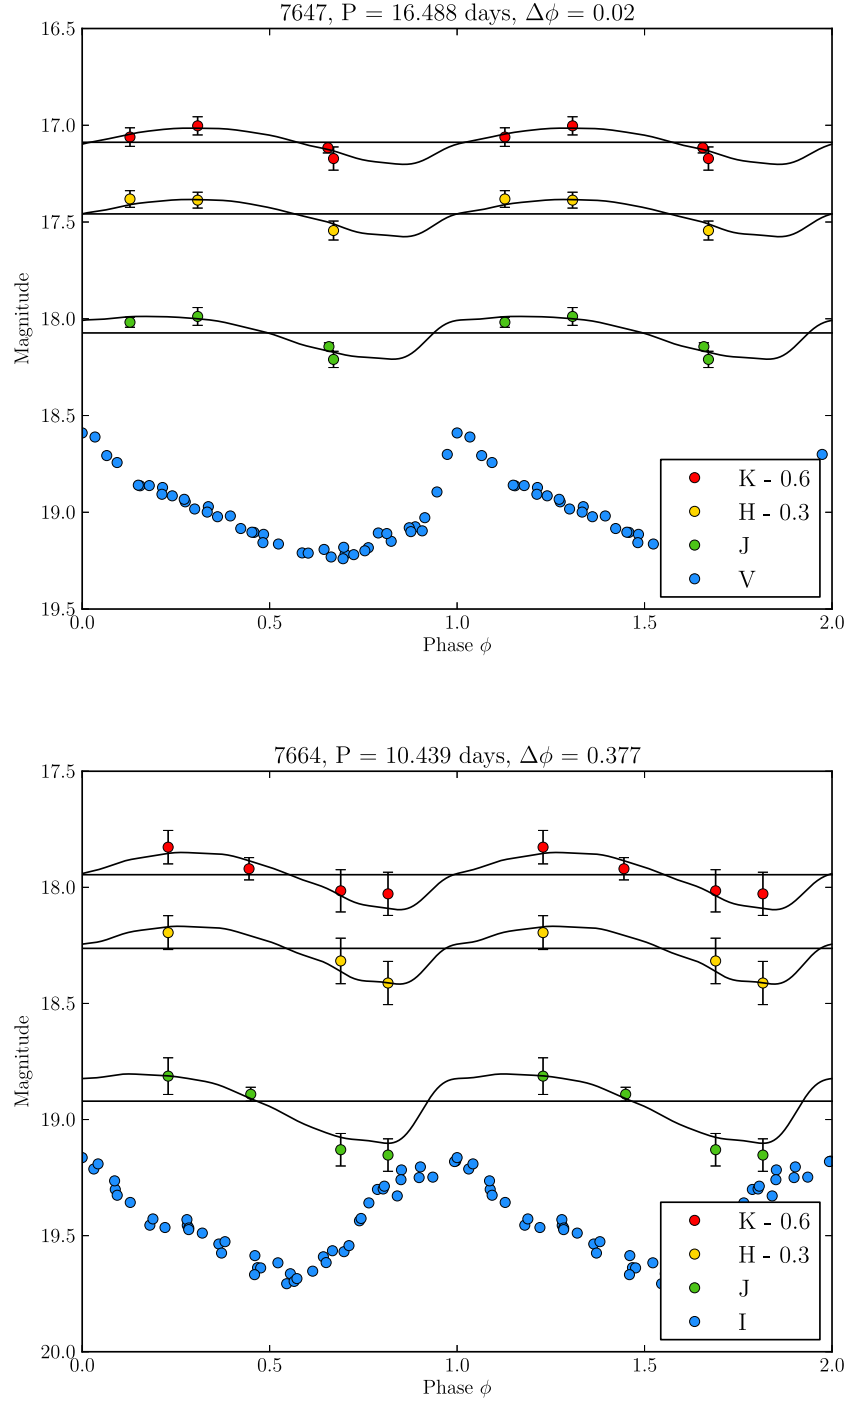 7647, P = 16.488 days, Δϕ = 0.02
16.5
17.0
17.5
18.0
18.5
19.0
19.5
Magnitude
K - 0.6
H - 0.3
J
V
0.0 0.5 1.0 1.5 2.0
Phase ϕ
7664, P = 10.439 days, Δϕ = 0.377
17.5
18.0
18.5
19.0
19.5
20.0
Magnitude
K - 0.6
H - 0.3
J
I
0.0 0.5 1.0 1.5 2.0
Phase ϕ